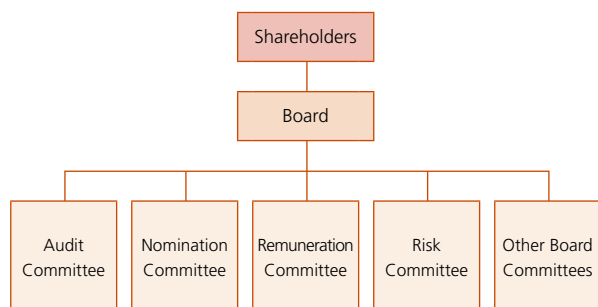 Shareholders
Board
Audit
Committee
Nomination
Committee
Remuneration
Committee
Risk
Committee
Other Board
Committees